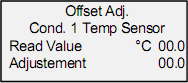 Offset Adj.
Cond. 1 Temp Sensor
Read Value °C 00.0
Adjustement 00.0